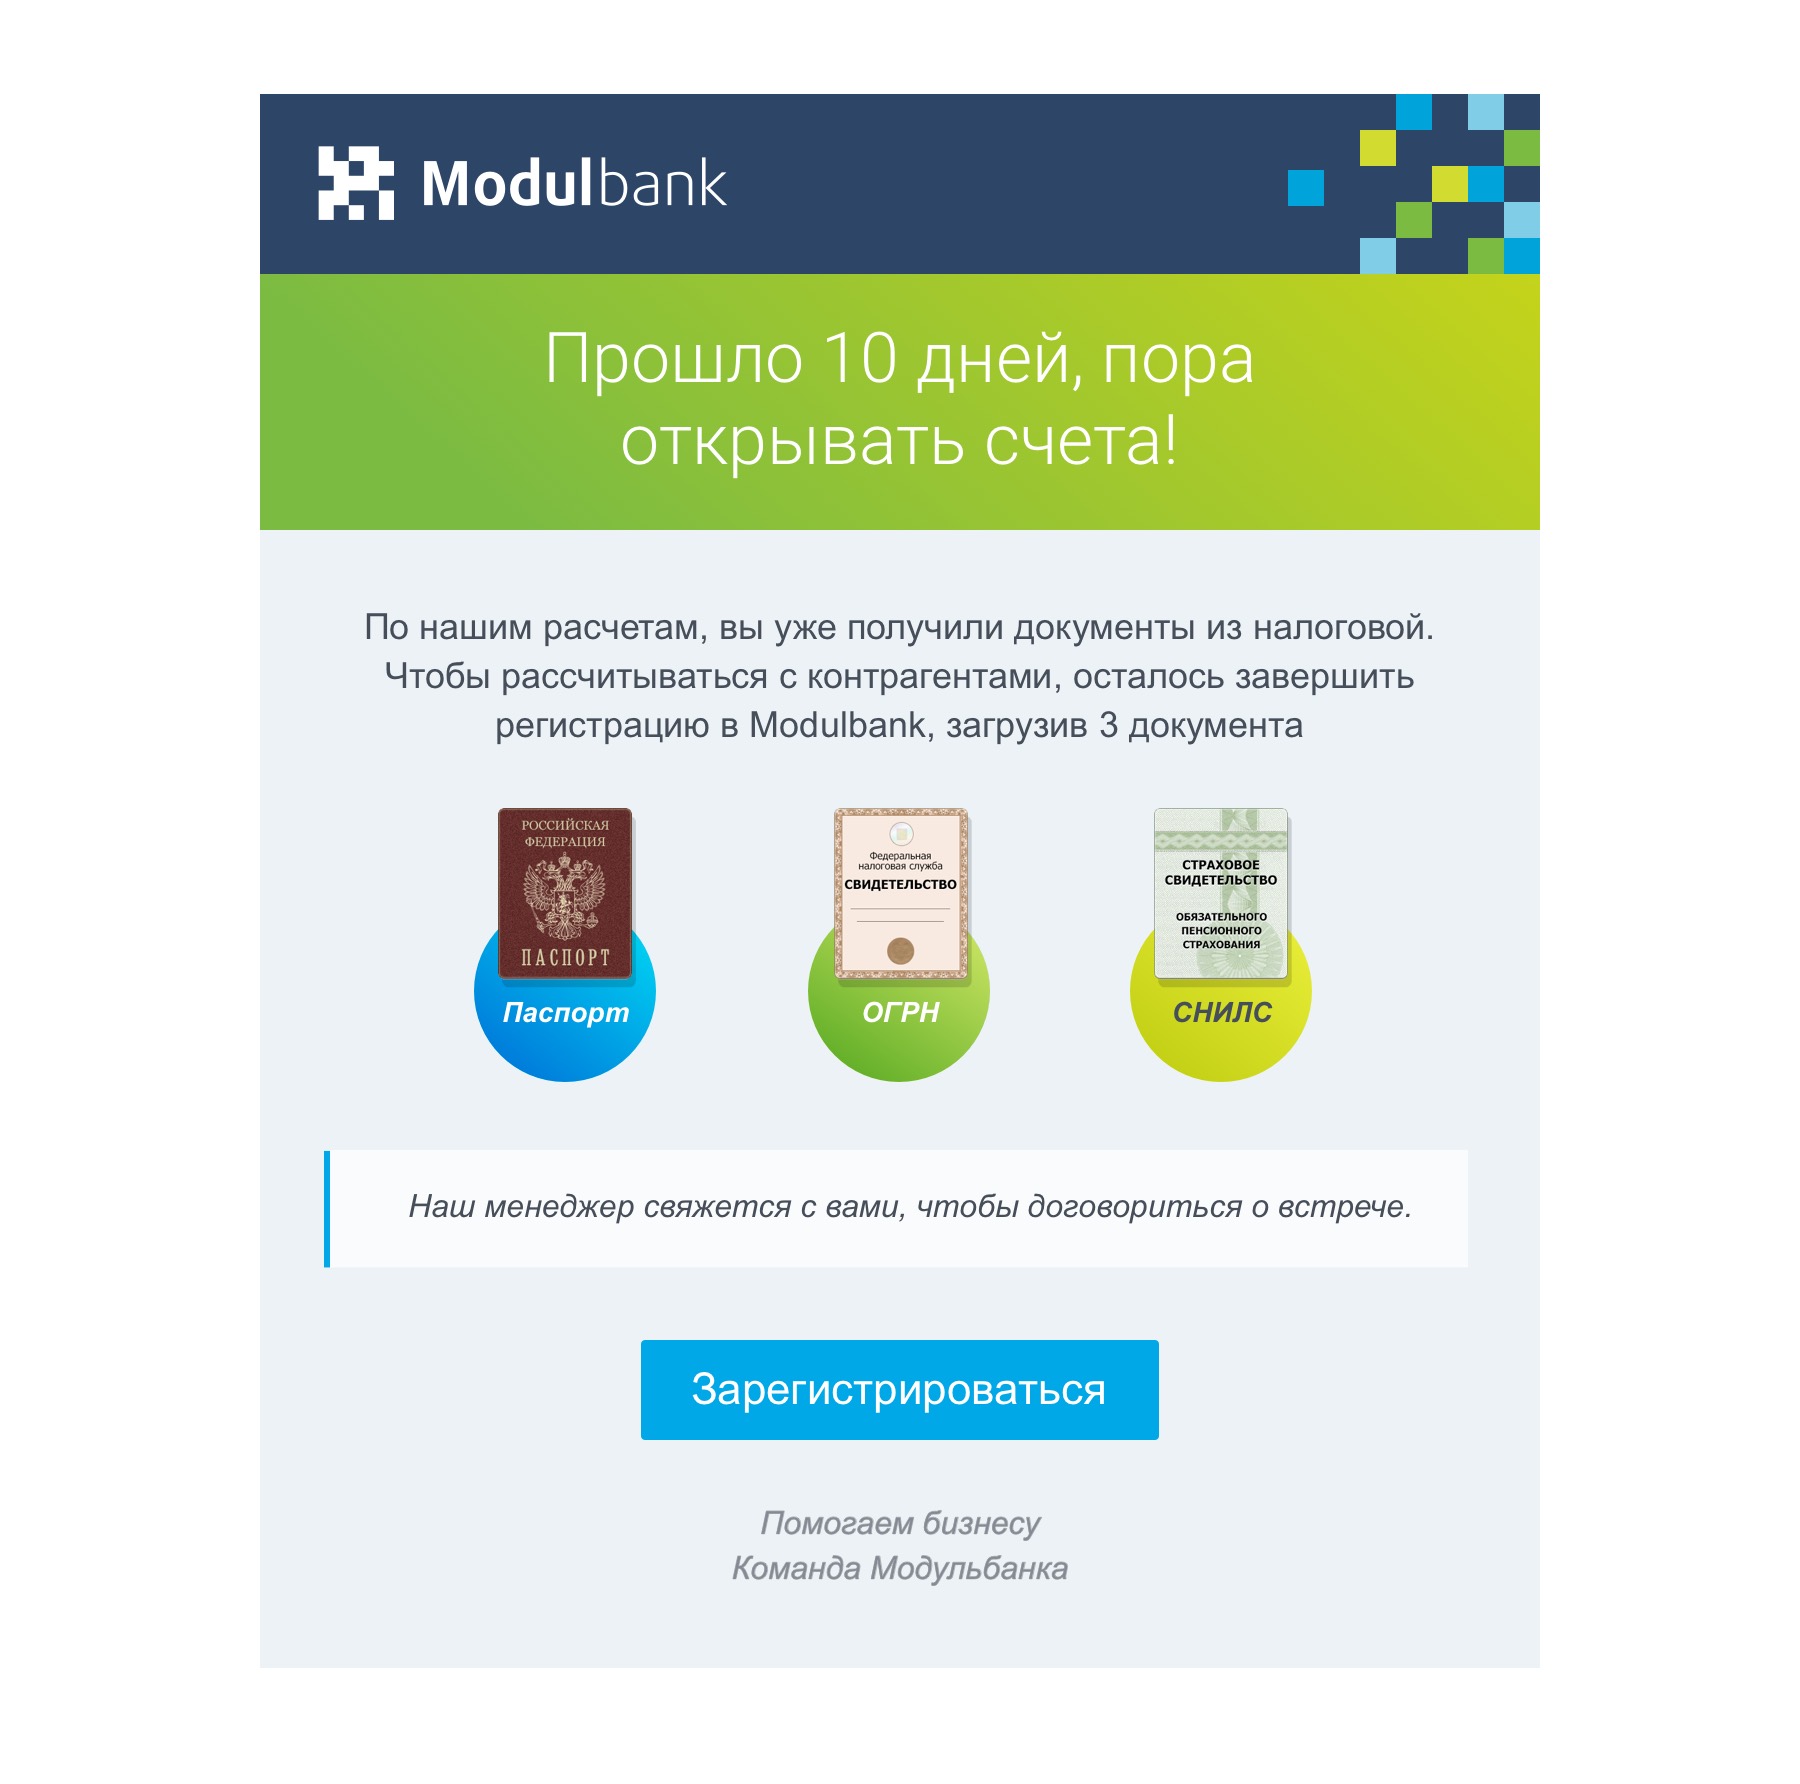 Modulbank
Прошло 10 дней, пора
открывать счета!
По нашим расчетам, вы уже получили документы из налоговой.
Чтобы рассчитываться с контрагентами, осталось завершить
регистрацию в Modulbank, загрузив 3 документа
РОССИЙСКАЯ
ФЕДЕРАЦИЯ
ПАСПОРТ
Паспорт
Федеральная
налоговая служба
СВИДЕТЕЛЬСТВО
ОГРН
СТРАХОВОЕ
СВИДЕТЕЛЬСТВО
ОБЯЗАТЕЛЬНОГО
ПЕНСИОННОГО
СТРАХОВАНИЯ
СНИЛС
Наш менеджер свяжется с вами, чтобы договориться о встрече.
Зарегистрироваться
Помогаем бизнесу
Команда Модульбанка